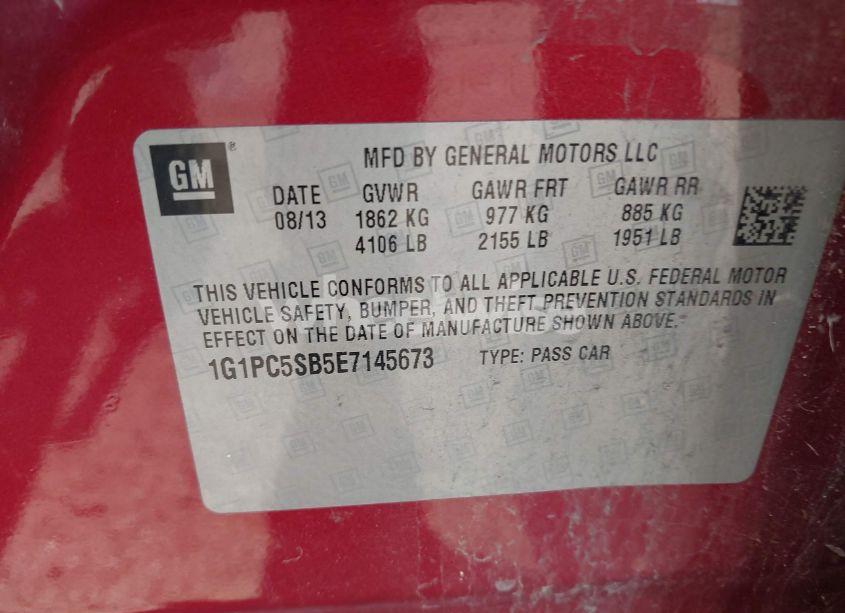 GM ® MFD BY GENERAL MOTORS LLC
DATE GVWR GAWR FRT GAWR RR
08/13 1862 KG 977 KG 885 KG
4106 LB 2155 LB 1951 LB
THIS VEHICLE CONFORMS TO ALL APPLICABLE U.S. FEDERAL MOTOR
VEHICLE SAFETY, BUMPER, AND THEFT PREVENTION STANDARDS IN
EFFECT ON THE DATE OF MANUFACTURE SHOWN ABOVE.
1G1PC5SB5E7145673 TYPE: PASS CAR